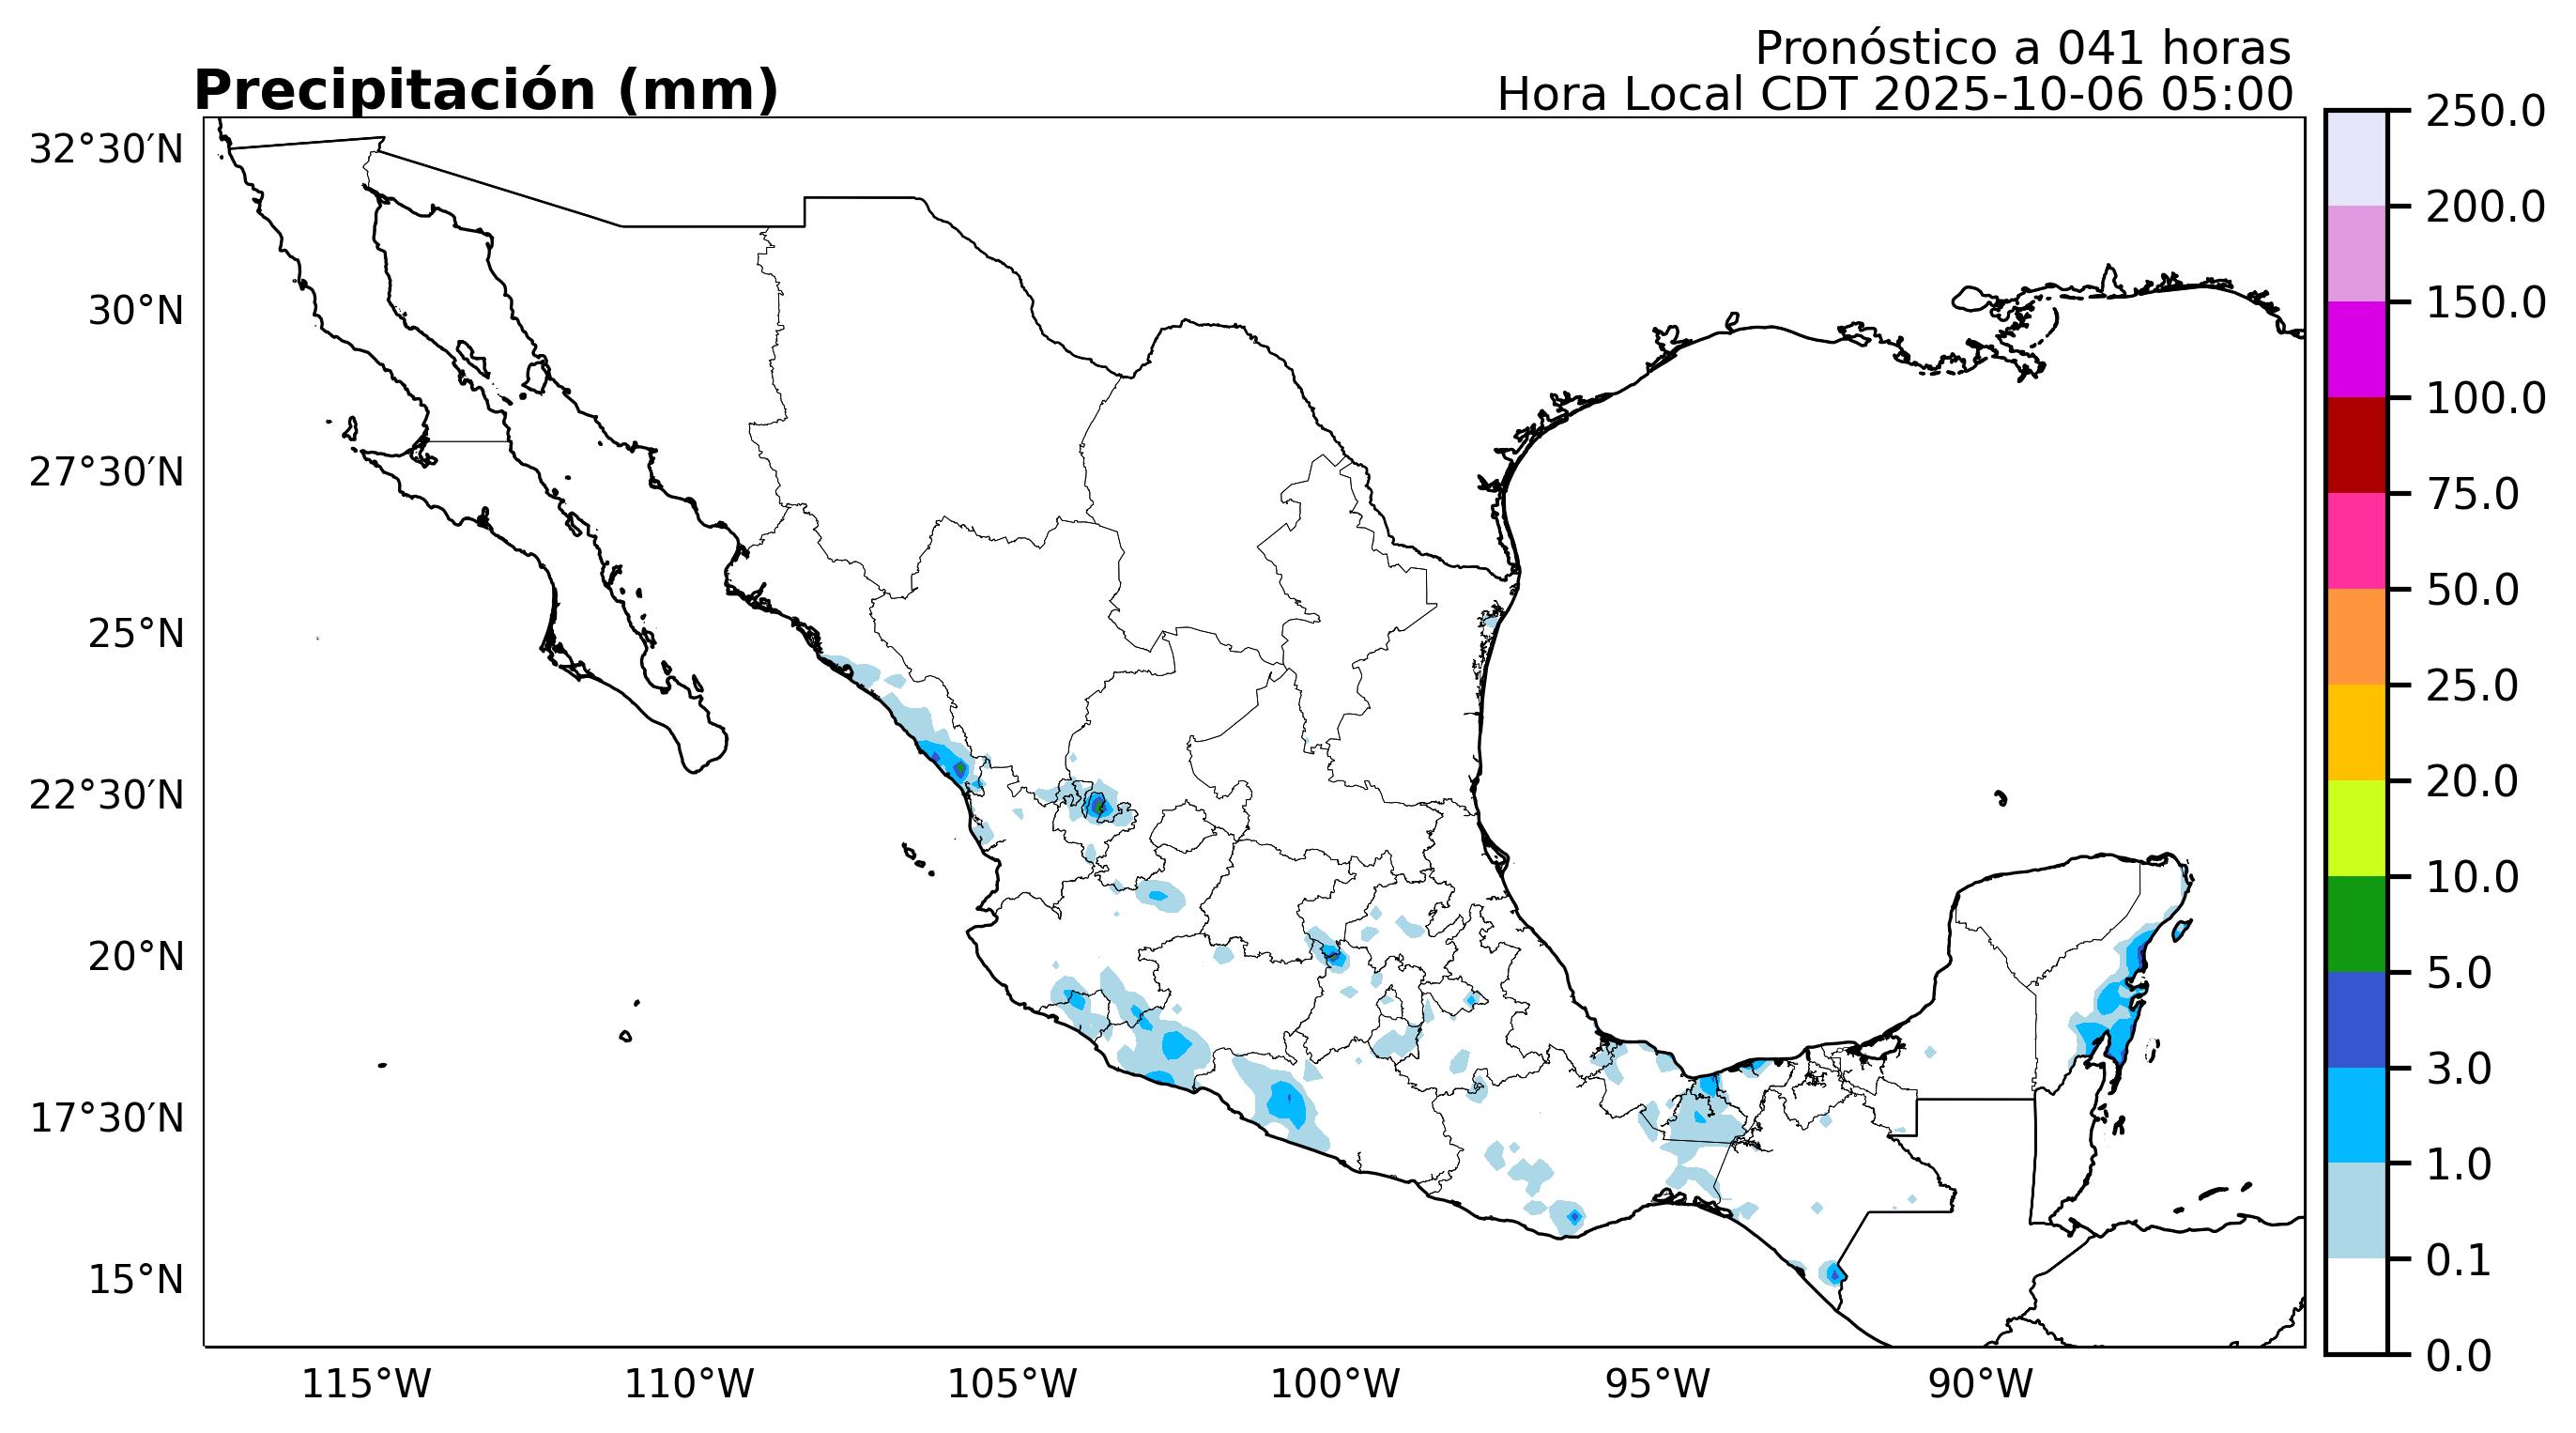 Pronóstico a 041 horas
Precipitación (mm)
Hora Local CDT 2025-10-06 05:00
32°30′N
30°N
27°30′N
25°N
22°30′N
20°N
17°30′N
15°N
115°W
110°W
105°W
100°W
95°W
90°W
250.0
200.0
150.0
100.0
75.0
50.0
25.0
20.0
10.0
5.0
3.0
1.0
0.1
0.0